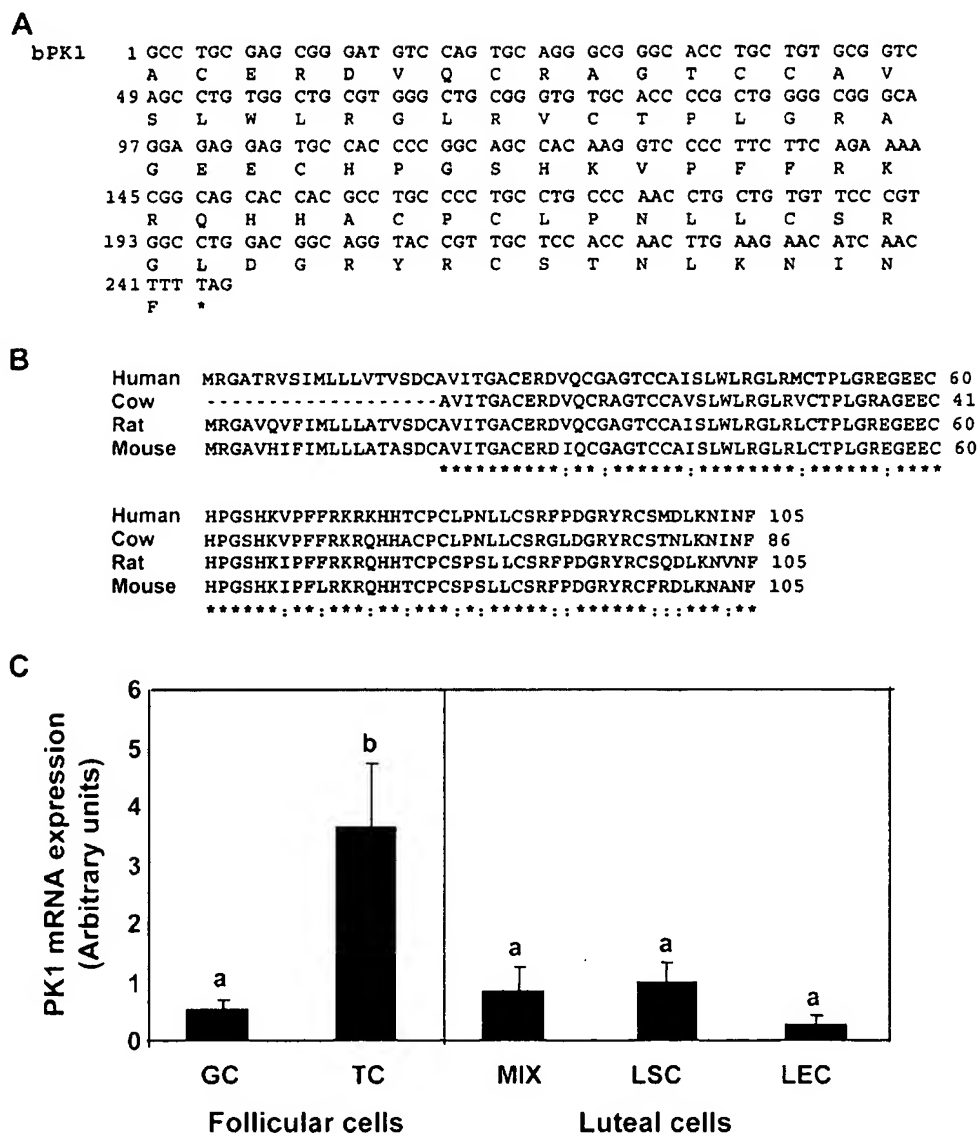 A
bPK1 1 GCC TGC GAG CGG GAT GTC CAG TGC AGG GCG GGC ACC TGC TGT GCG GTC
A C E R D V Q C R A G T C C A V
49 AGC CTG TGG CTG CGT GGG CTG CGG GTG TGC ACC CCG CTG GGG CGG GCA
S L W L R G L R V C T P L G R A
97 GGA GAG GAG TGC CAC CCC GGC AGC CAC AAG GTC CCC TTC TTC AGA AAA
G E E C H P G S H K V P F F R K
145 CGG CAG CAC CAC GCC TGC CCC TGC CTG CCC AAC CTG CTG TGT TCC CGT
R Q H H A C P C L P N L L C S R
193 GGC CTG GAC GGC AGG TAC CGT TGC TCC ACC AAC TTG AAG AAC ATC AAC
G L D G R Y R C S T N L K N I N
241 TTT TAG
F *
B
Human MRGATRVSIMLLLVTVSDCAVITGACERDVQCGAGTCCAISLWLRGLRMCTPLGREGEEC 60
Cow -------------------AVITGACERDVQCRAGTCCAVSLWLRGLRVCTPLGRAGEEC 41
Rat MRGAVQVFIMLLLATVSDCAVITGACERDVQCGAGTCCAISLWLRGLRLCTPLGREGEEC 60
Mouse MRGAVHIFIMLLLATASDCAVITGACERDIQCGAGTCCAISLWLRGLRLCTPLGREGEEC 60
**********:**:******:********:******:****
Human HPGSHKVPFFRKRKHHTCPCLPNLLCSRFPDGRYRCSMDLKNINF 105
Cow HPGSHKVPFFRKRQHHACPCLPNLLCSRGLDGRYRCSTNLKNINF 86
Rat HPGSHKIPFFRKRQHHTCPCSPSLLCSRFPDGRYRCSQDLKNVNF 105
Mouse HPGSHKIPFLRKRQHHTCPCSPSLLCSRFPDGRYRCFRDLKNANF 105
******:**:***:**:***:*:*****::******:::***:**
C
6
5
4
3
2
1
0
PK1 mRNA expression
(Arbitrary units)
a
b
a
a
a
GC TC MIX LSC LEC
Follicular cells Luteal cells